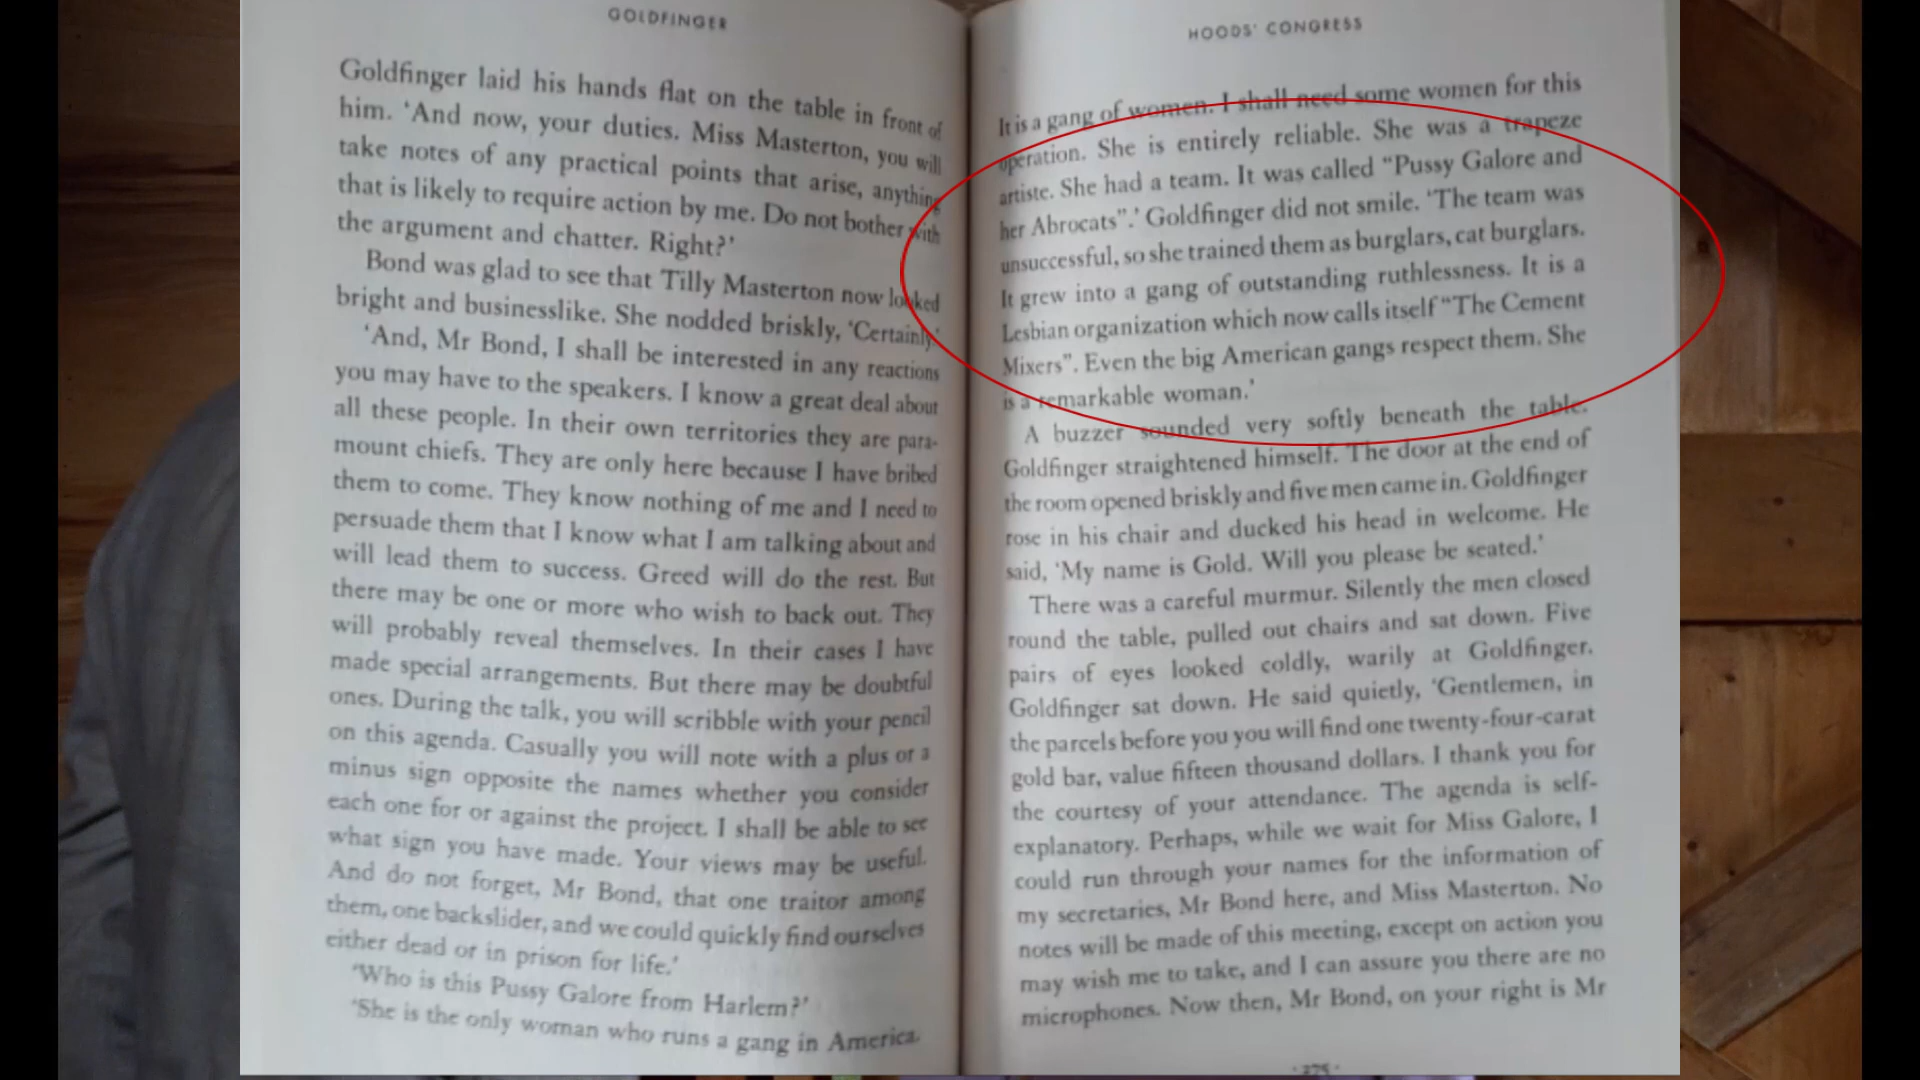 GOLDFINGER
Goldfinger laid his hands flat on the table in front of
him. 'And now, your duties. Miss Masterton, you will
take notes of any practical points that arise, anything
that is likely to require action by me. Do not bother with
the argument and chatter. Right?'
Bond was glad to see that Tilly Masterton now looked
bright and businesslike. She nodded briskly, 'Certainly.'
'And, Mr Bond, I shall be interested in any reactions
you may have to the speakers. I know a great deal about
all these people. In their own territories they are para-
mount chiefs. They are only here because I have bribed
them to come. They know nothing of me and I need to
persuade them that I know what I am talking about and
will lead them to success. Greed will do the rest. But
there may be one or more who wish to back out. They
will probably reveal themselves. In their cases I have
made special arrangements. But there may be doubtful
ones. During the talk, you will scribble with your pencil
on this agenda. Casually you will note with a plus or a
minus sign opposite the names whether you consider
each one for or against the project. I shall be able to see
what sign you have made. Your views may be useful.
And do not forget, Mr Bond, that one traitor among
them, one backslider, and we could quickly find ourselves
either dead or in prison for life.'
'Who is this Pussy Galore from Harlem?'
'She is the only woman who runs a gang in America.
HOODS' CONGRESS
It is a gang of women. I shall need some women for this
operation. She is entirely reliable. She was a trapeze
artiste. She had a team. It was called "Pussy Galore and
her Abrocats".' Goldfinger did not smile. 'The team was
unsuccessful, so she trained them as burglars, cat burglars.
It grew into a gang of outstanding ruthlessness. It is a
Lesbian organization which now calls itself "The Cement
Mixers". Even the big American gangs respect them. She
is a remarkable woman.'
A buzzer sounded very softly beneath the table.
Goldfinger straightened himself. The door at the end of
the room opened briskly and five men came in. Goldfinger
rose in his chair and ducked his head in welcome. He
said, 'My name is Gold. Will you please be seated.'
There was a careful murmur. Silently the men closed
round the table, pulled out chairs and sat down. Five
pairs of eyes looked coldly, warily at Goldfinger.
Goldfinger sat down. He said quietly, 'Gentlemen, in
the parcels before you you will find one twenty-four-carat
gold bar, value fifteen thousand dollars. I thank you for
the courtesy of your attendance. The agenda is self-
explanatory. Perhaps, while we wait for Miss Galore, I
could run through your names for the information of
my secretaries, Mr Bond here, and Miss Masterton. No
notes will be made of this meeting, except on action you
may wish me to take, and I can assure you there are no
microphones. Now then, Mr Bond, on your right is Mr